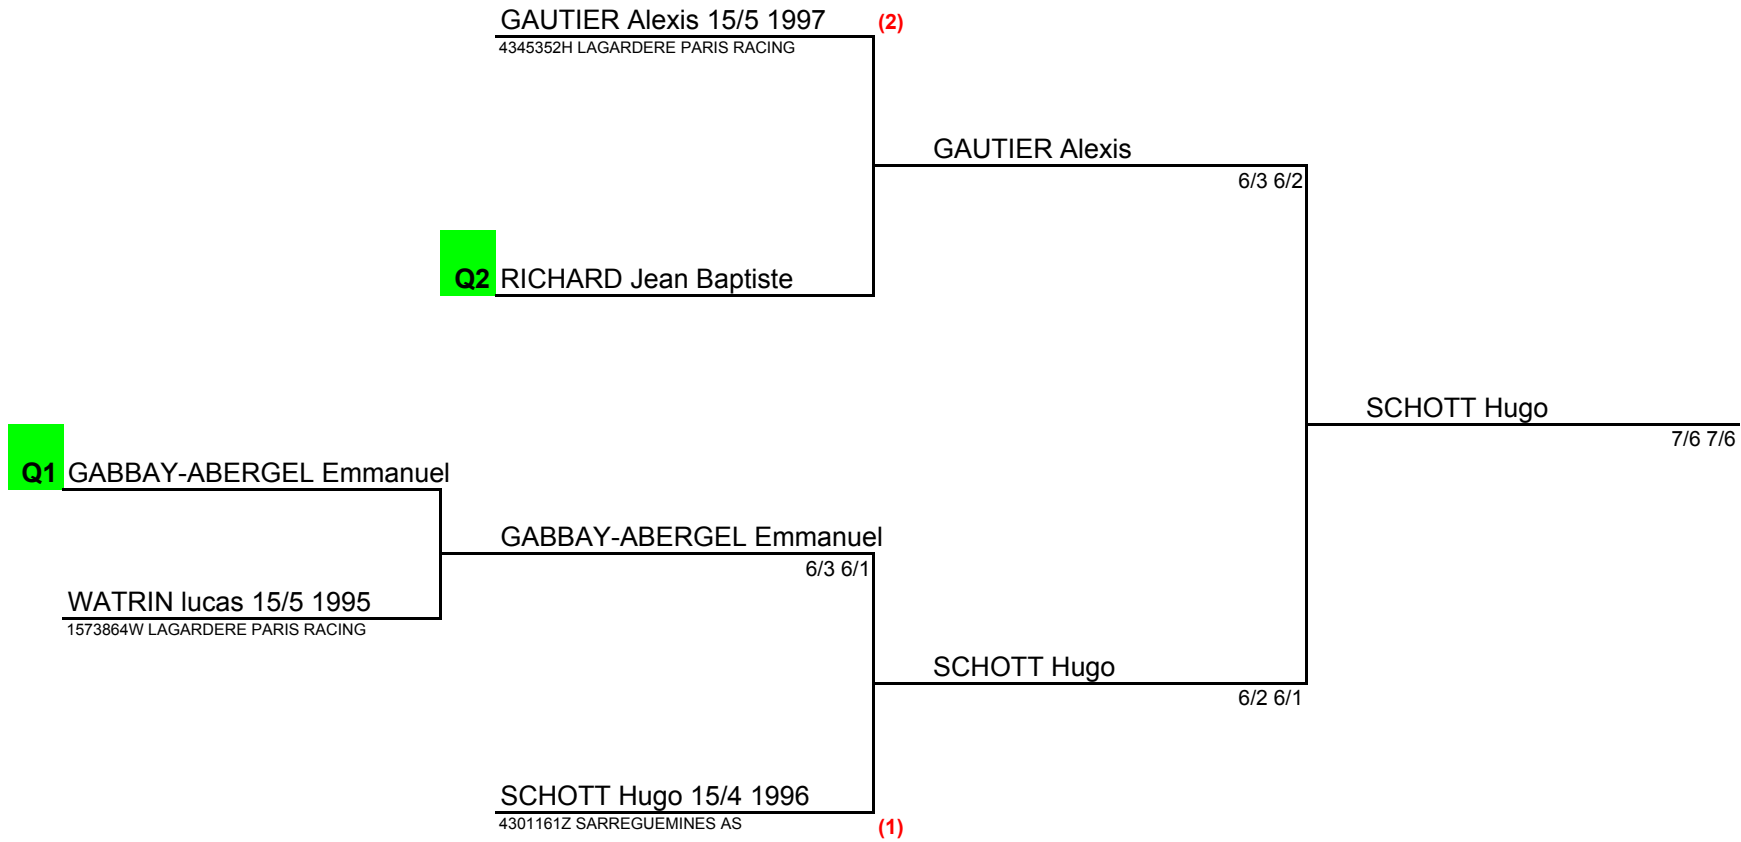 GAUTIER Alexis 15/5 1997 (2)
4345352H LAGARDERE PARIS RACING
GAUTIER Alexis
6/3 6/2
Q2 RICHARD Jean Baptiste
SCHOTT Hugo
7/6 7/6
Q1 GABBAY-ABERGEL Emmanuel
GABBAY-ABERGEL Emmanuel
6/3 6/1
WATRIN lucas 15/5 1995
1573864W LAGARDERE PARIS RACING
SCHOTT Hugo
6/2 6/1
SCHOTT Hugo 15/4 1996
4301161Z SARREGUEMINES AS (1)